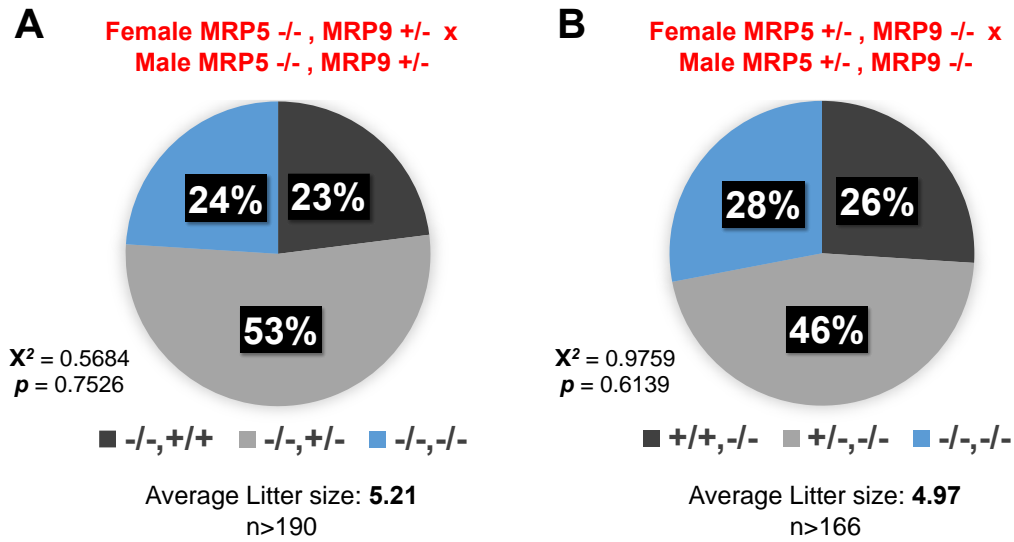 A
Female MRP5 -/- , MRP9 +/- x
Male MRP5 -/- , MRP9 +/-
24%
23%
53%
X² = 0.5684
p = 0.7526
-/-,+/+ -/-,+/- -/-,-/-
Average Litter size: 5.21
n>190
B
Female MRP5 +/- , MRP9 -/- x
Male MRP5 +/- , MRP9 -/-
28%
26%
46%
X² = 0.9759
p = 0.6139
+/+,-/- +/-,-/- -/-,-/-
Average Litter size: 4.97
n>166